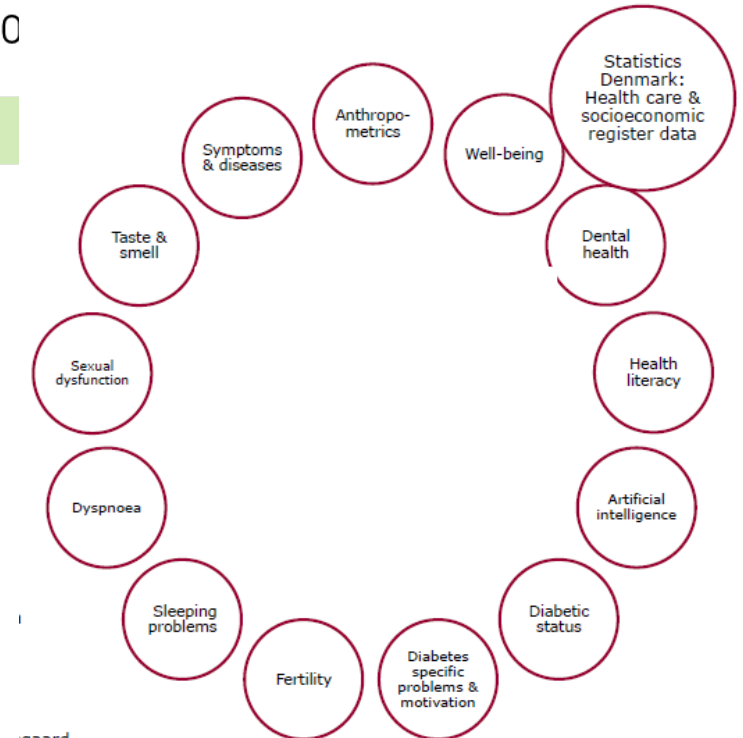 Statistics
Denmark:
Health care &
socioeconomic
register data
Anthropo-
metrics
Well-being
Symptoms
& diseases
Dental
health
Taste &
smell
Health
literacy
Sexual
dysfunction
Artificial
intelligence
Dyspnoea
Diabetic
status
Sleeping
problems
Diabetes
specific
problems &
motivation
Fertility